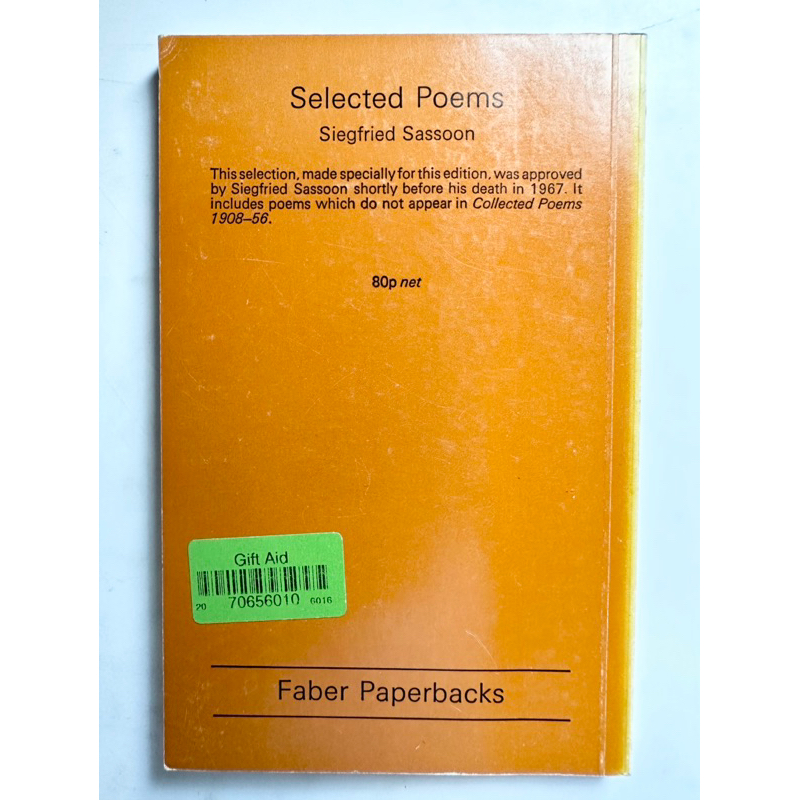 Selected Poems
Siegfried Sassoon
This selection, made specially for this edition, was approved
by Siegfried Sassoon shortly before his death in 1967. It
includes poems which do not appear in Collected Poems
1908–56.
80p net
Gift Aid
20 70656010 6016
Faber Paperbacks